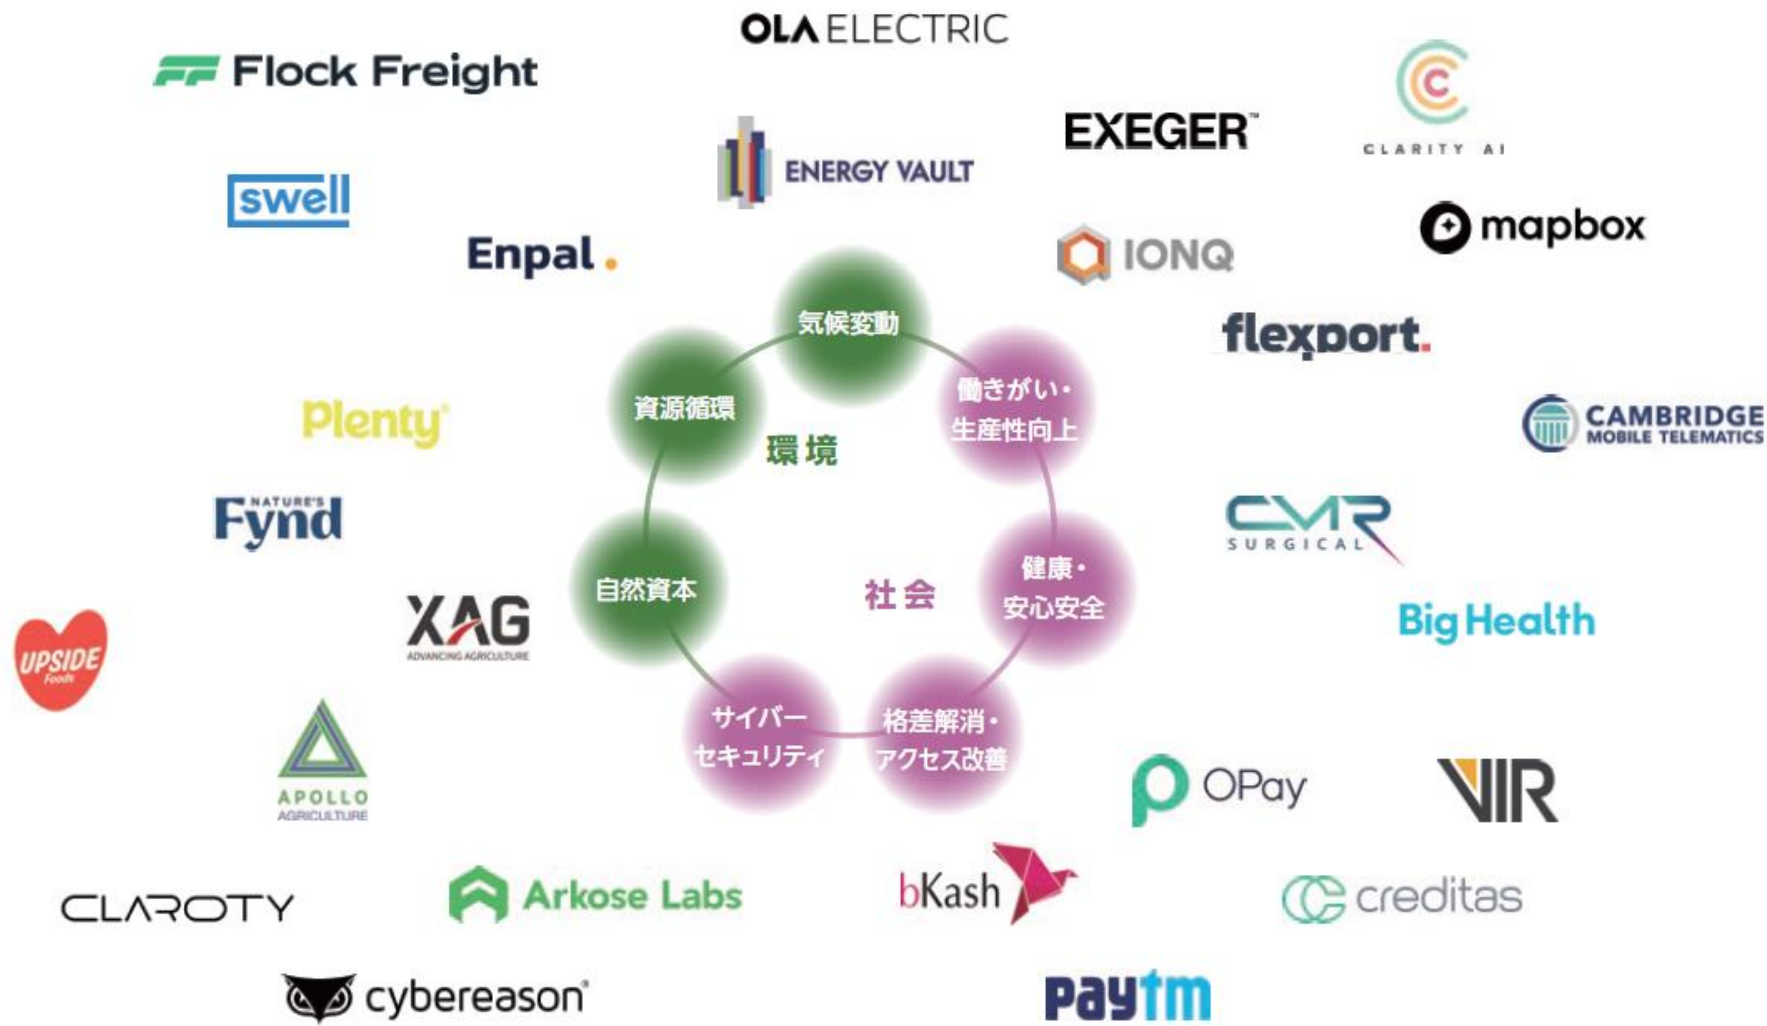 OLA ELECTRIC
Flock Freight
CLARITY AI
EXEGER™
ENERGY VAULT
swell
mapbox
Enpal.
IONQ
気候変動
flexport.
働きがい・
生産性向上
資源循環
Plenty®
CAMBRIDGE
MOBILE TELEMATICS
環境
NATURE'S
Fynd
CMR
SURGICAL
健康・
安心安全
自然資本
社会
XAG
ADVANCING AGRICULTURE
Big Health
UPSIDE
Foods
サイバー
セキュリティ
格差解消・
アクセス改善
APOLLO
AGRICULTURE
OPay
VIR
CLAROTY
Arkose Labs
bKash
creditas
cybereason®
paytm